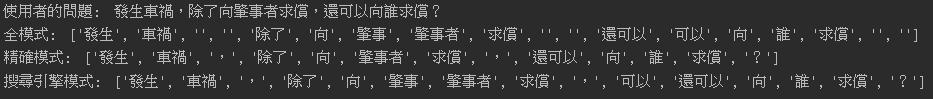 使用者的問題: 發生車禍，除了向肇事者求償，還可以向誰求償？
全模式: ['發生', '車禍', '', '', '除了', '向', '肇事', '肇事者', '求償', '', '', '還可以', '可以', '向', '誰', '求償', '', '']
精確模式: ['發生', '車禍', '，', '除了', '向', '肇事者', '求償', '，', '還可以', '向', '誰', '求償', '？']
搜尋引擎模式: ['發生', '車禍', '，', '除了', '向', '肇事', '肇事者', '求償', '，', '可以', '還可以', '向', '誰', '求償', '？']